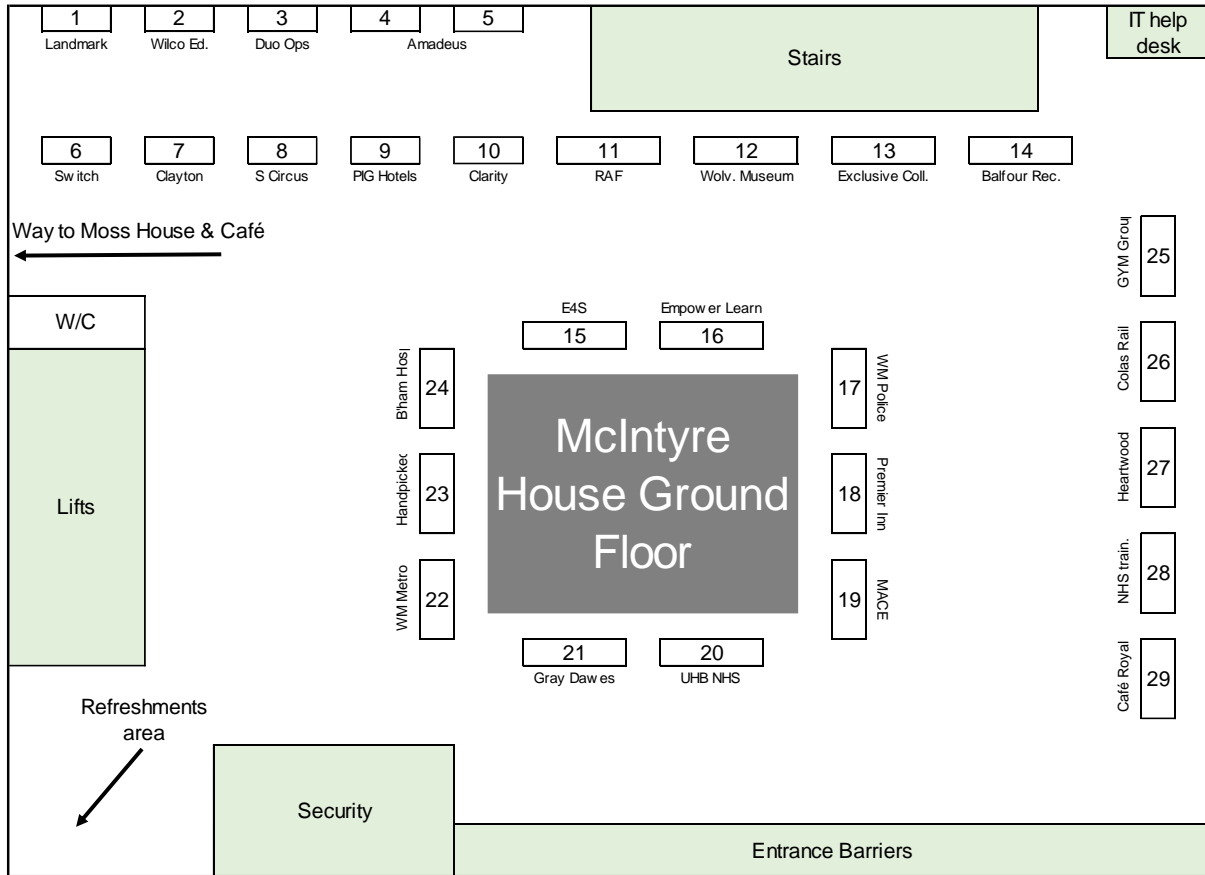 1 2 3 4 5
Landmark Wilco Ed. Duo Ops Amadeus
Stairs
IT help
desk
6 7 8 9 10 11 12 13 14
Switch Clayton S Circus PIG Hotels Clarity RAF Wolv. Museum Exclusive Coll. Balfour Rec.
Way to Moss House & Café
W/C
Lifts
E4S Empower Learn
15 16
B'ham Hosp
24
Handpicked
23
WM Metro
22
McIntyre
House Ground
Floor
17
WM Police
18
Premier Inn
19
MACE
21 20
Gray Dawes UHB NHS
GYM Group
25
Colas Rail
26
Heartwood
27
NHS train.
28
Café Royal
29
Refreshments
area
Security
Entrance Barriers